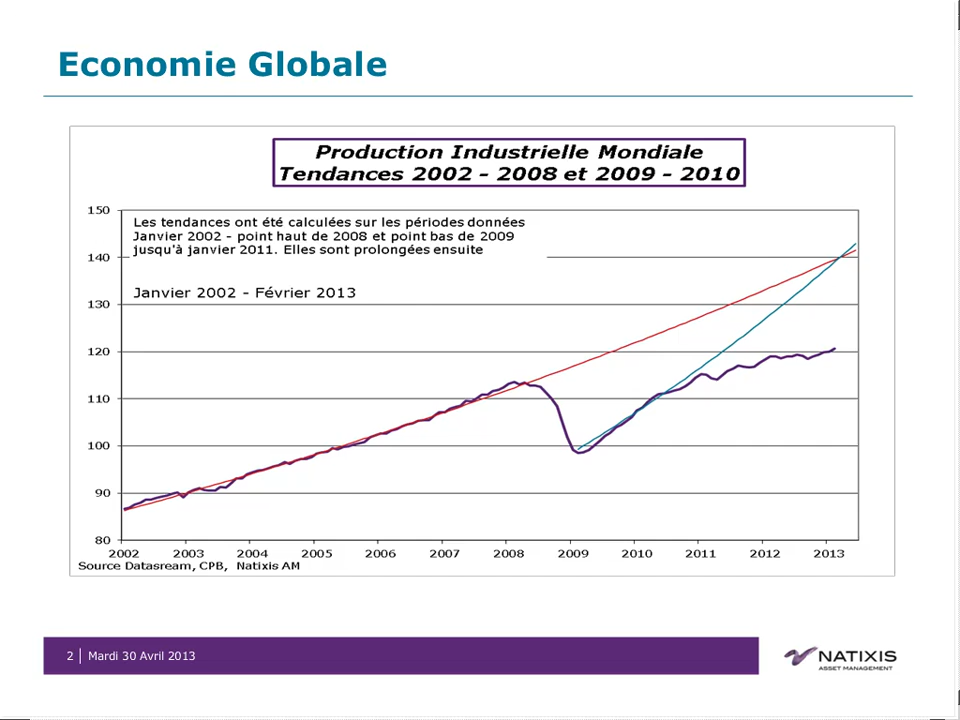 Economie Globale
Production Industrielle Mondiale
Tendances 2002 - 2008 et 2009 - 2010
Les tendances ont été calculées sur les périodes données
Janvier 2002 - point haut de 2008 et point bas de 2009
jusqu'à janvier 2011. Elles sont prolongées ensuite
Janvier 2002 - Février 2013
150
140
130
120
110
100
90
80
2002 2003 2004 2005 2006 2007 2008 2009 2010 2011 2012 2013
Source Datasream, CPB, Natixis AM
2 Mardi 30 Avril 2013
NATIXIS
ASSET MANAGEMENT